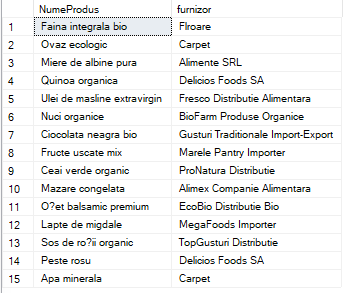 NumeProdus furnizor
1 Faina integrala bio Flroare
2 Ovaz ecologic Carpet
3 Miere de albine pura Alimente SRL
4 Quinoa organica Delicios Foods SA
5 Ulei de masline extravirgin Fresco Distributie Alimentara
6 Nuci organice BioFarm Produse Organice
7 Ciocolata neagra bio Gusturi Traditionale Import-Export
8 Fructe uscate mix Marele Pantry Importer
9 Ceai verde organic ProNatura Distributie
10 Mazare congelata Alimex Companie Alimentara
11 O?et balsamic premium EcoBio Distributie Bio
12 Lapte de migdale MegaFoods Importer
13 Sos de ro?ii organic TopGusturi Distributie
14 Peste rosu Delicios Foods SA
15 Apa minerala Carpet